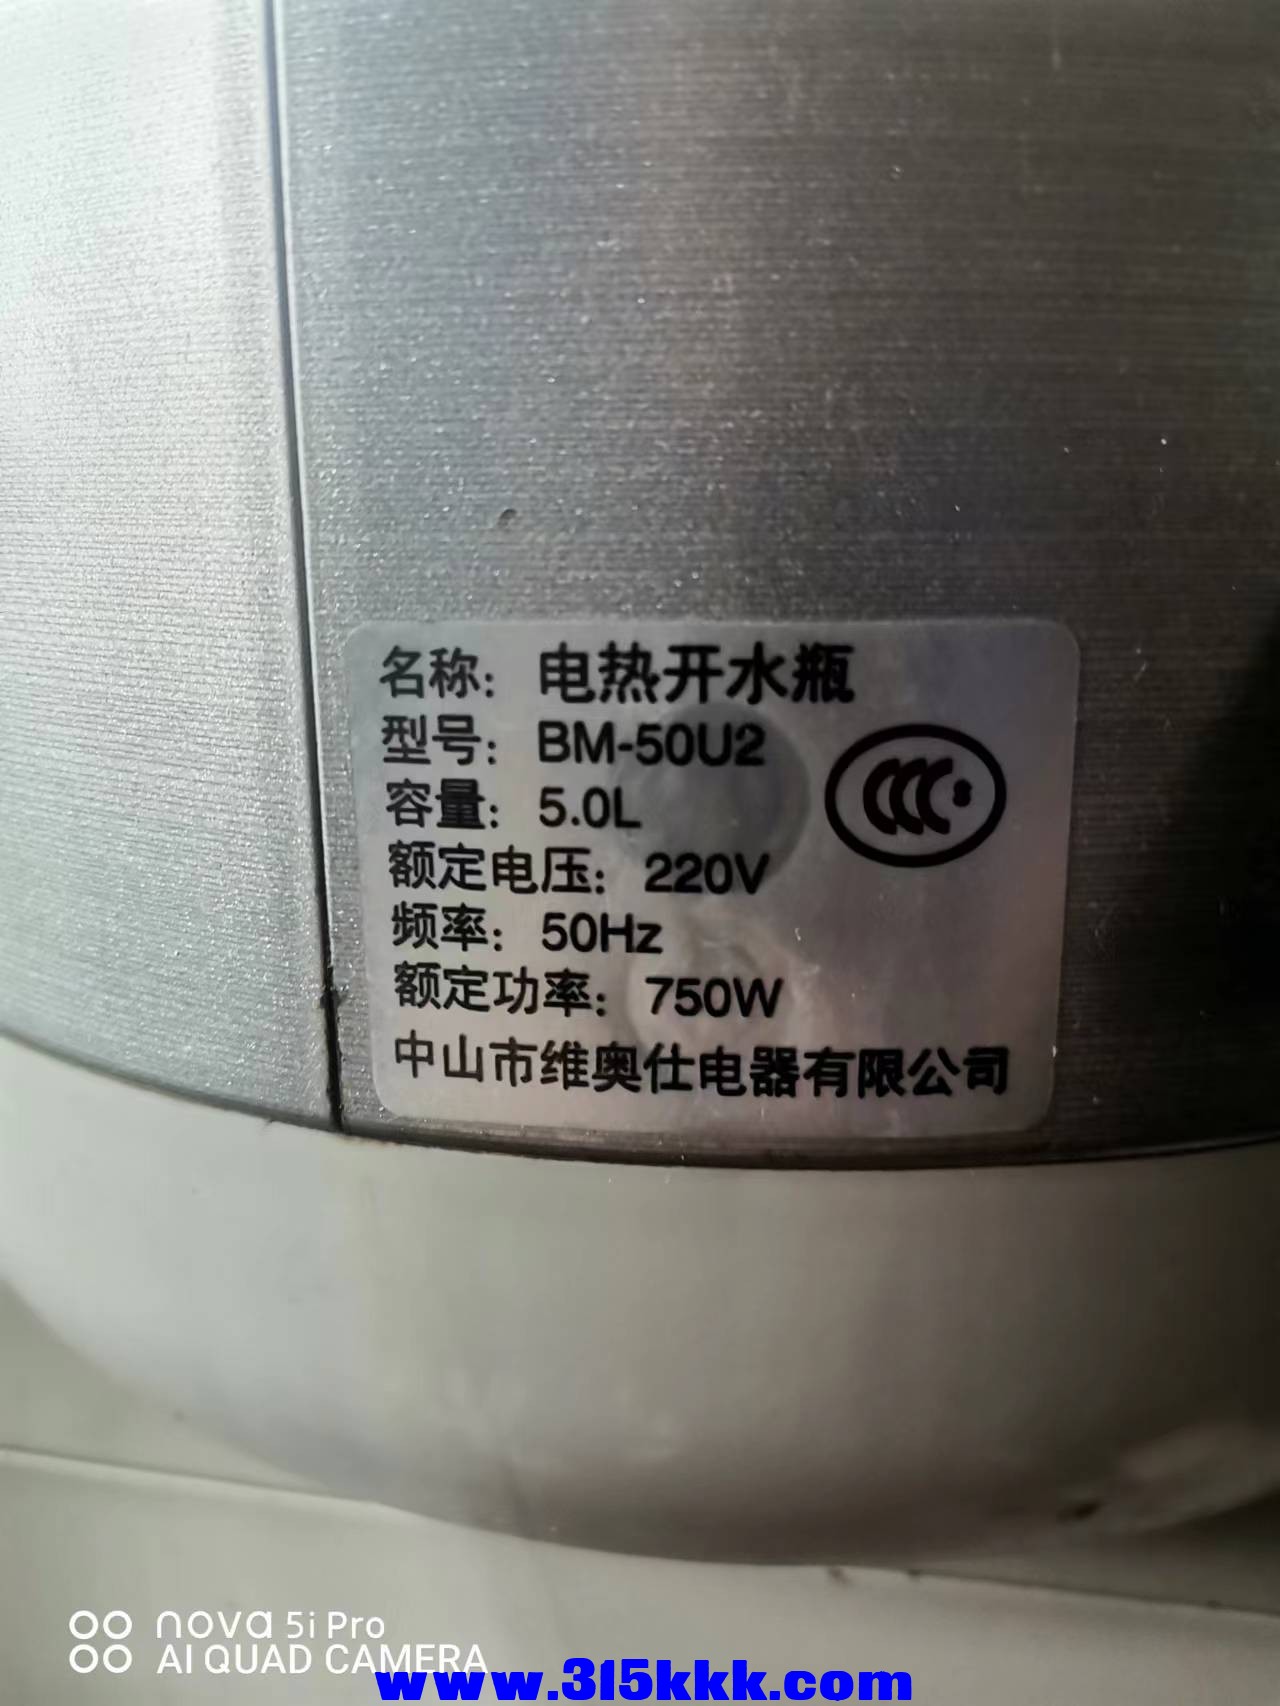 名称：电热开水瓶
型号：BM-50U2
容量：5.0L
额定电压：220V
频率：50Hz
额定功率：750W
中山市维奥仕电器有限公司
CCC
nova 5i Pro
AI QUAD CAMERA
www.315kkk.com